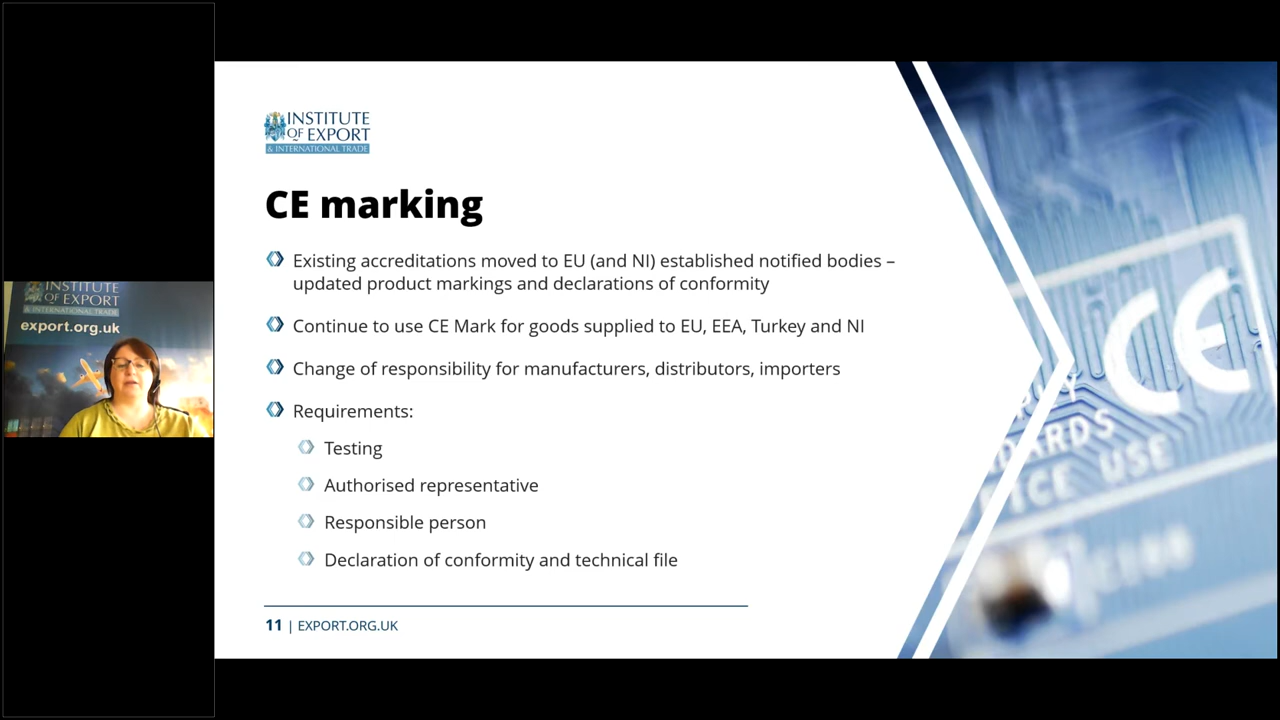 INSTITUTE
OF EXPORT
& INTERNATIONAL TRADE
CE marking
Existing accreditations moved to EU (and NI) established notified bodies –
updated product markings and declarations of conformity
Continue to use CE Mark for goods supplied to EU, EEA, Turkey and NI
Change of responsibility for manufacturers, distributors, importers
Requirements:
Testing
Authorised representative
Responsible person
Declaration of conformity and technical file
11 | EXPORT.ORG.UK
INSTITUTE
OF EXPORT
& INTERNATIONAL TRADE
export.org.uk
CE
USE